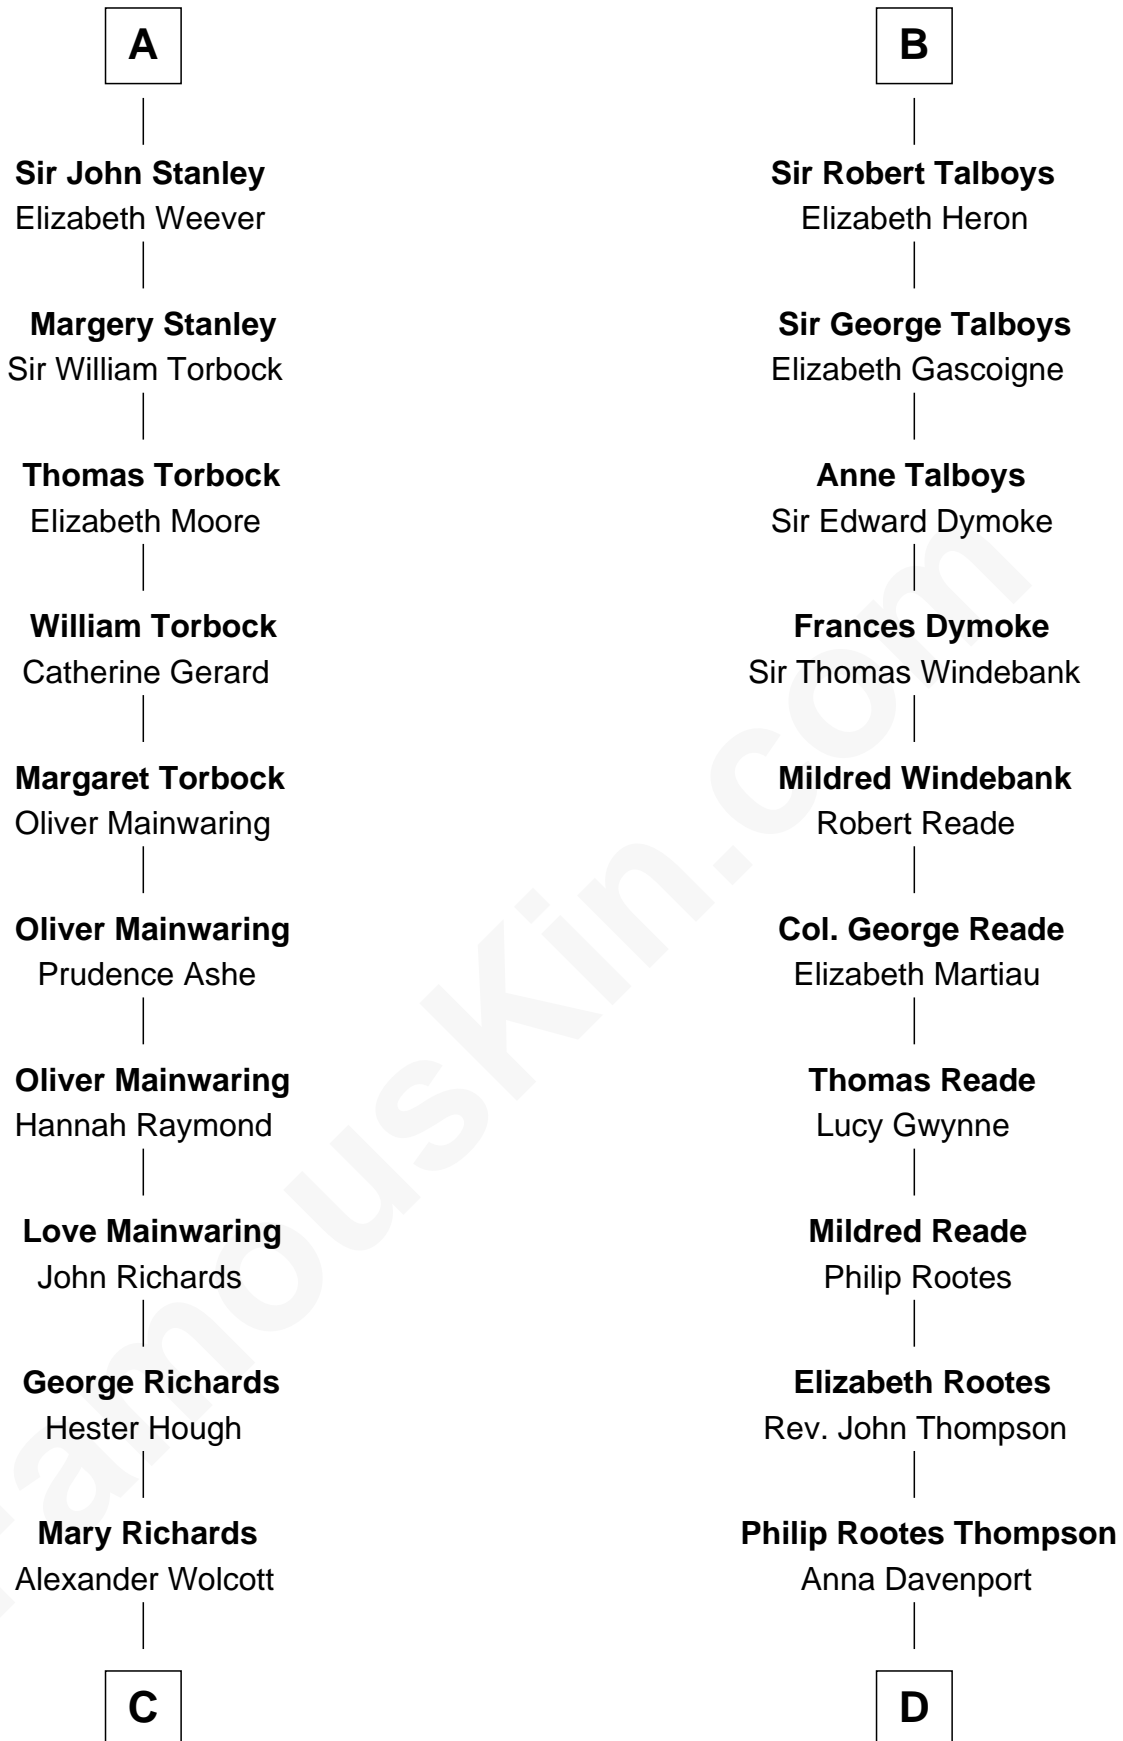 A
Sir John Stanley
Elizabeth Weever
Margery Stanley
Sir William Torbock
Thomas Torbock
Elizabeth Moore
William Torbock
Catherine Gerard
Margaret Torbock
Oliver Mainwaring
Oliver Mainwaring
Prudence Ashe
Oliver Mainwaring
Hannah Raymond
Love Mainwaring
John Richards
George Richards
Hester Hough
Mary Richards
Alexander Wolcott
C
B
Sir Robert Talboys
Elizabeth Heron
Sir George Talboys
Elizabeth Gascoigne
Anne Talboys
Sir Edward Dymoke
Frances Dymoke
Sir Thomas Windebank
Mildred Windebank
Robert Reade
Col. George Reade
Elizabeth Martiau
Thomas Reade
Lucy Gwynne
Mildred Reade
Philip Rootes
Elizabeth Rootes
Rev. John Thompson
Philip Rootes Thompson
Anna Davenport
D
FamousKin.com